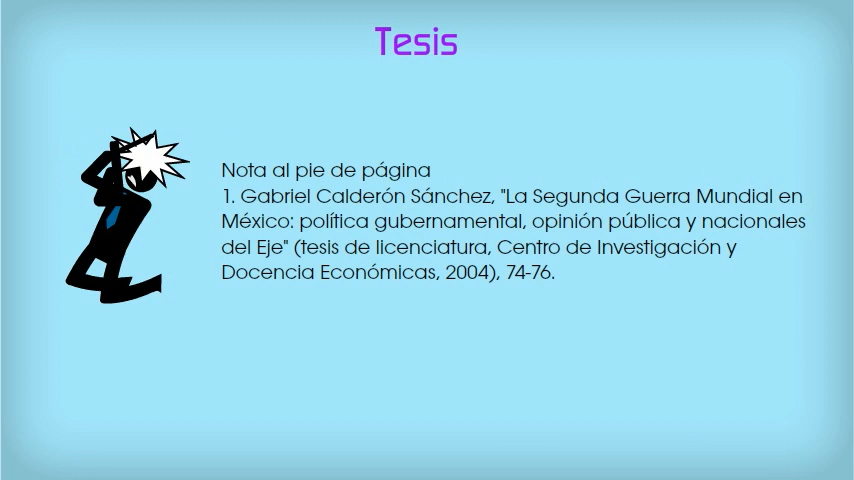 Tesis
Nota al pie de página
1. Gabriel Calderón Sánchez, "La Segunda Guerra Mundial en
México: política gubernamental, opinión pública y nacionales
del Eje" (tesis de licenciatura, Centro de Investigación y
Docencia Económicas, 2004), 74-76.